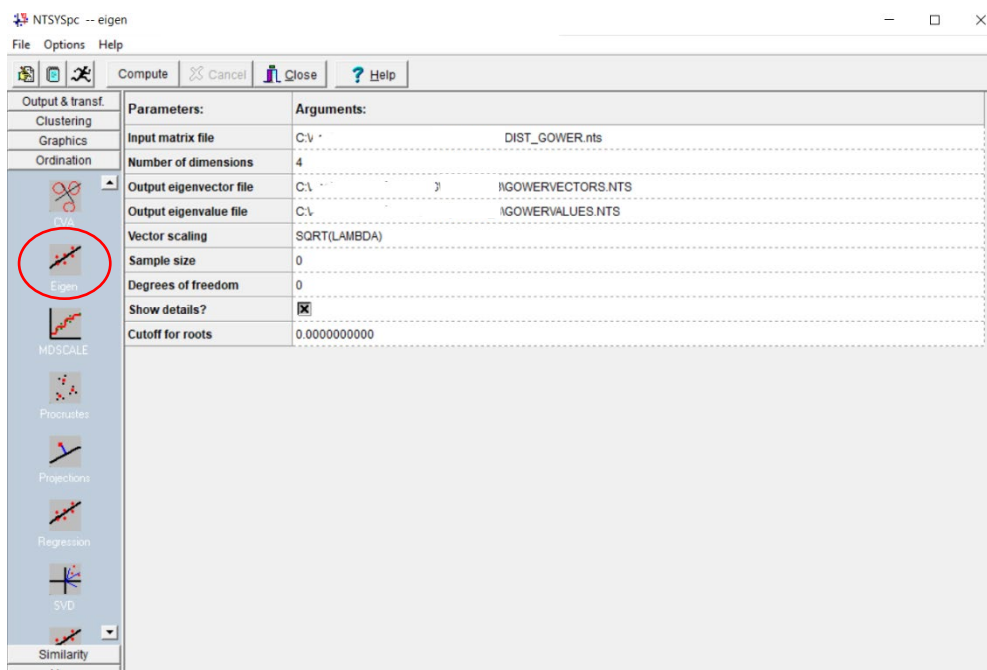 NTSYSpc -- eigen
File Options Help
Compute Cancel Close ? Help
Output & transf.
Clustering
Graphics
Ordination
CVA
Eigen
MDSCALE
Procrustes
Projections
Regression
SVD
Similarity
Parameters: Arguments:
Input matrix file C:\ DIST_GOWER.nts
Number of dimensions 4
Output eigenvector file C:\ \GOWERVECTORS.NTS
Output eigenvalue file C:\ \GOWERVALUES.NTS
Vector scaling SQRT(LAMBDA)
Sample size 0
Degrees of freedom 0
Show details?
Cutoff for roots 0.0000000000